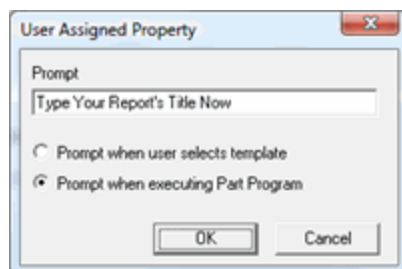 User Assigned Property
Prompt
Type Your Report's Title Now
Prompt when user selects template
Prompt when executing Part Program
OK
Cancel